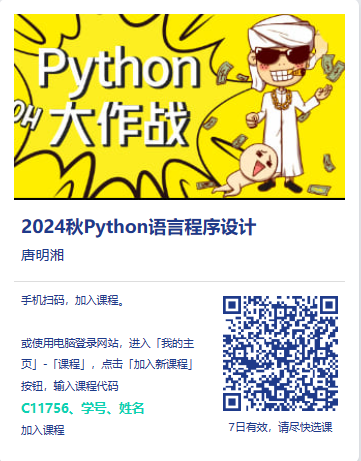 Python
大作战
OH
2024秋Python语言程序设计
唐明湘
手机扫码，加入课程。
或使用电脑登录网站，进入「我的主
页」-「课程」，点击「加入新课程」
按钮，输入课程代码
C11756、学号、姓名
加入课程
7日有效，请尽快选课